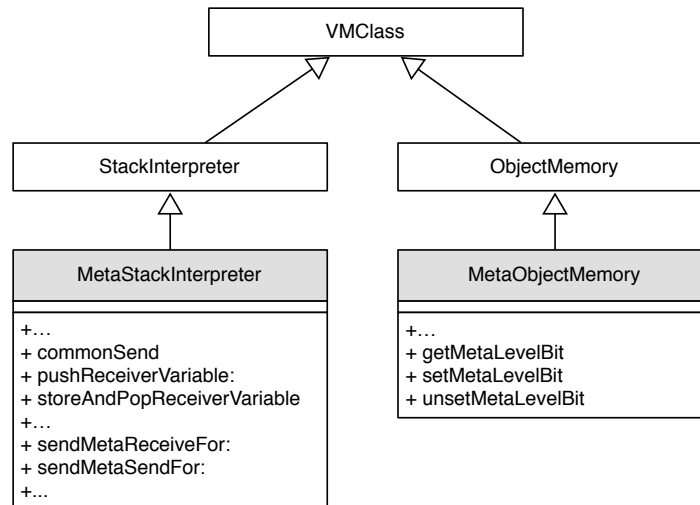 VMClass
StackInterpreter
ObjectMemory
MetaStackInterpreter
+…
+ commonSend
+ pushReceiverVariable:
+ storeAndPopReceiverVariable
+…
+ sendMetaReceiveFor:
+ sendMetaSendFor:
+...
MetaObjectMemory
+…
+ getMetaLevelBit
+ setMetaLevelBit
+ unsetMetaLevelBit